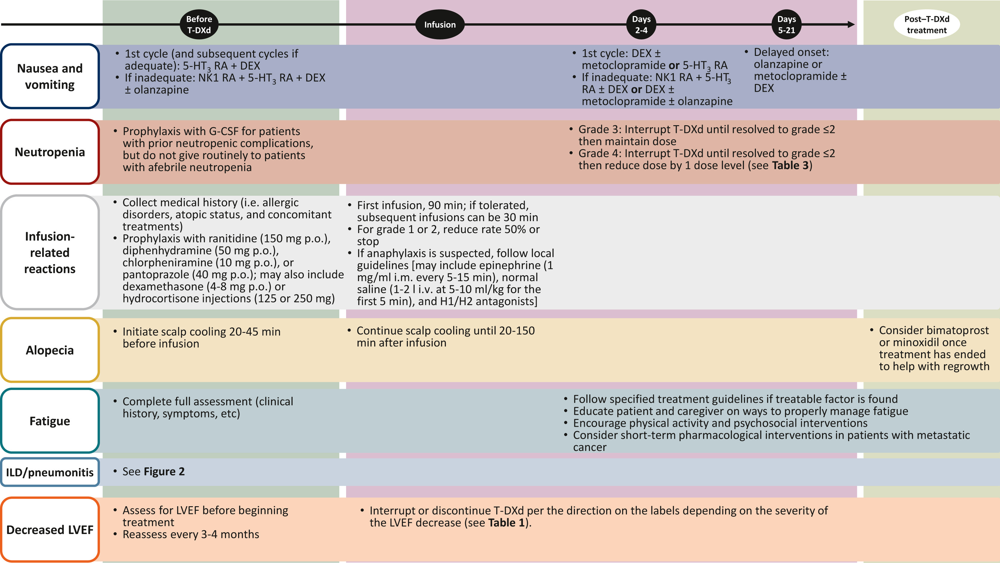 Before
T-DXd
Infusion
Days
2-4
Days
5-21
Post–T-DXd
treatment
Nausea and
vomiting
• 1st cycle (and subsequent cycles if
adequate): 5-HT₃ RA + DEX
• If inadequate: NK1 RA + 5-HT₃ RA + DEX
± olanzapine
• 1st cycle: DEX ±
metoclopramide or 5-HT₃ RA
• If inadequate: NK1 RA + 5-HT₃
RA ± DEX or DEX ±
metoclopramide ± olanzapine
• Delayed onset:
olanzapine or
metoclopramide ±
DEX
Neutropenia
• Prophylaxis with G-CSF for patients
with prior neutropenic complications,
but do not give routinely to patients
with afebrile neutropenia
• Grade 3: Interrupt T-DXd until resolved to grade ≤2
then maintain dose
• Grade 4: Interrupt T-DXd until resolved to grade ≤2
then reduce dose by 1 dose level (see Table 3)
Infusion-
related
reactions
• Collect medical history (i.e. allergic
disorders, atopic status, and concomitant
treatments)
• Prophylaxis with ranitidine (150 mg p.o.),
diphenhydramine (50 mg p.o.),
chlorpheniramine (10 mg p.o.), or
pantoprazole (40 mg p.o.); may also include
dexamethasone (4-8 mg p.o.) or
hydrocortisone injections (125 or 250 mg)
• First infusion, 90 min; if tolerated,
subsequent infusions can be 30 min
• For grade 1 or 2, reduce rate 50% or
stop
• If anaphylaxis is suspected, follow local
guidelines [may include epinephrine (1
mg/ml i.m. every 5-15 min), normal
saline (1-2 l i.v. at 5-10 ml/kg for the
first 5 min), and H1/H2 antagonists]
Alopecia
• Initiate scalp cooling 20-45 min
before infusion
• Continue scalp cooling until 20-150
min after infusion
• Consider bimatoprost
or minoxidil once
treatment has ended
to help with regrowth
Fatigue
• Complete full assessment (clinical
history, symptoms, etc)
• Follow specified treatment guidelines if treatable factor is found
• Educate patient and caregiver on ways to properly manage fatigue
• Encourage physical activity and psychosocial interventions
• Consider short-term pharmacological interventions in patients with metastatic
cancer
ILD/pneumonitis
• See Figure 2
Decreased LVEF
• Assess for LVEF before beginning
treatment
• Reassess every 3-4 months
• Interrupt or discontinue T-DXd per the direction on the labels depending on the severity of
the LVEF decrease (see Table 1).